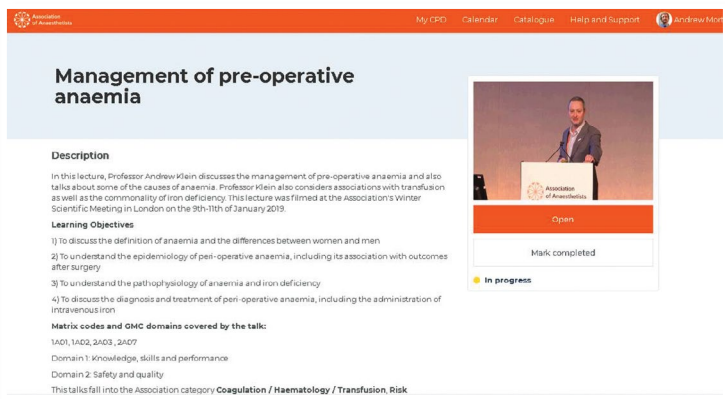 Association
of Anaesthetists
My CPD
Calendar
Catalogue
Help and Support
Andrew Mort
Management of pre-operative
anaemia
Association
of Anaesthetists
Open
Mark completed
In progress
Description
In this lecture, Professor Andrew Klein discusses the management of pre-operative anaemia and also
talks about some of the causes of anaemia. Professor Klein also considers associations with transfusion
as well as the commonality of iron deficiency. This lecture was filmed at the Association's Winter
Scientific Meeting in London on the 9th-11th of January 2019.
Learning Objectives
1) To discuss the definition of anaemia and the differences between women and men
2) To understand the epidemiology of peri-operative anaemia, including its association with outcomes
after surgery
3) To understand the pathophysiology of anaemia and iron deficiency
4) To discuss the diagnosis and treatment of peri-operative anaemia, including the administration of
intravenous iron
Matrix codes and GMC domains covered by the talk:
1A01, 1A02, 2A03 , 2A07
Domain 1: Knowledge, skills and performance
Domain 2: Safety and quality
This talks fall into the Association category Coagulation / Haematology / Transfusion, Risk